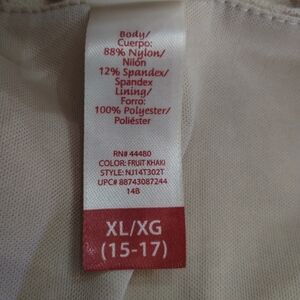 Body/
Cuerpo:
88% Nylon/
Nilón
12% Spandex/
Spandex
Lining/
Forro:
100% Polyester/
Poliéster
RN# 44480
COLOR: FRUIT KHAKI
STYLE: NJ14T302T
UPC# 88743087244
14B
XL/XG
(15-17)